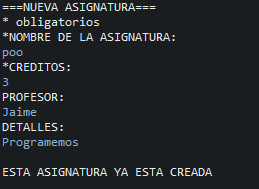 ===NUEVA ASIGNATURA===
* obligatorios
*NOMBRE DE LA ASIGNATURA:
poo
*CREDITOS:
3
PROFESOR:
Jaime
DETALLES:
Programemos
ESTA ASIGNATURA YA ESTA CREADA